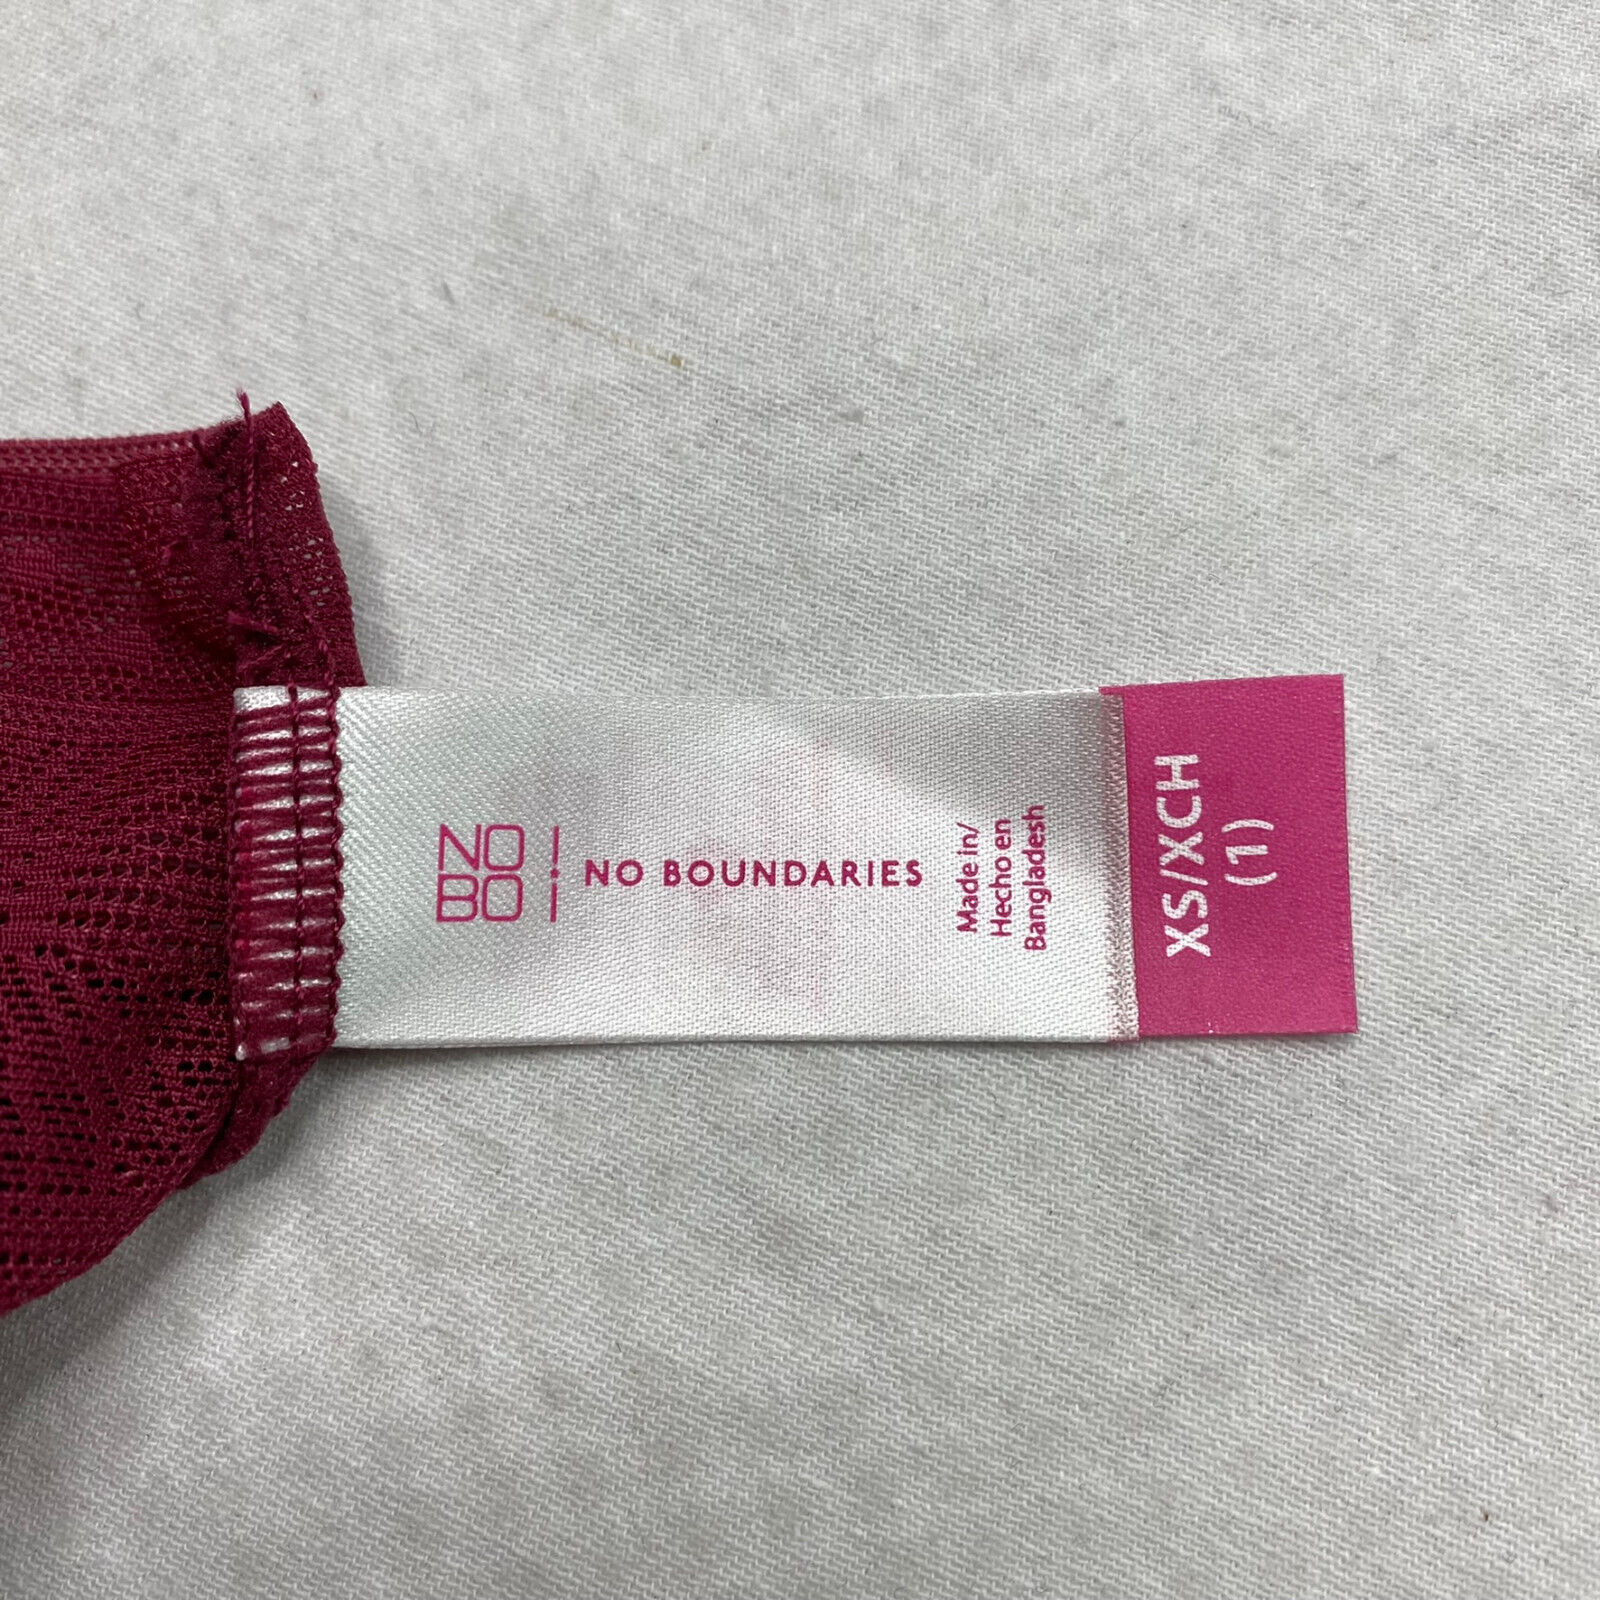 NO
BO
NO BOUNDARIES
Made in/
Hecho en
Bangladesh
XS/XCH
(1)